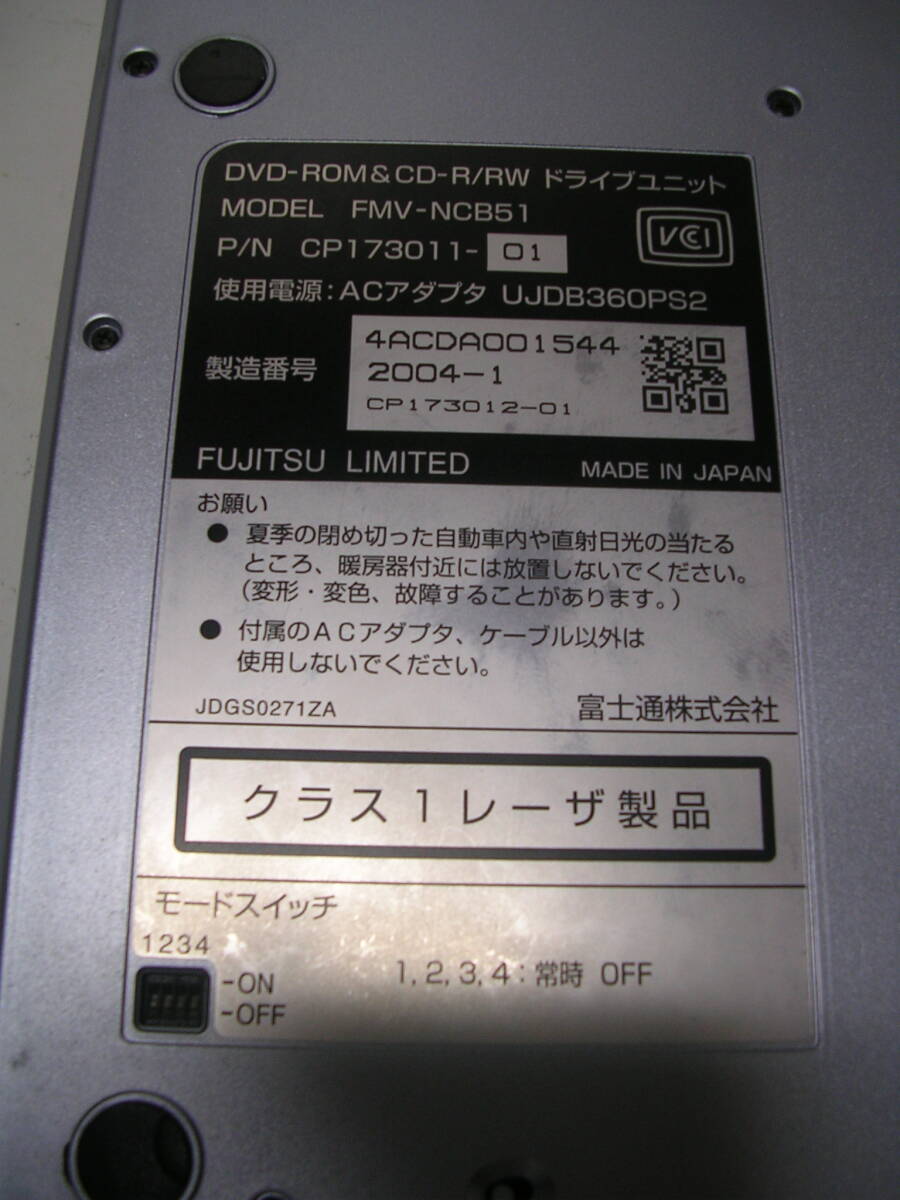 DVD-ROM&CD-R/RW ドライブユニット
MODEL FMV-NCB51
VCCI
P/N CP173011-01
使用電源:ACアダプタ UJDB360PS2
製造番号
4ACDA001544
2004-1
CP173012-01
FUJITSU LIMITED
MADE IN JAPAN
お願い
● 夏季の閉め切った自動車内や直射日光の当たる
ところ、暖房器付近には放置しないでください。
(変形・変色、故障することがあります。)
● 付属のACアダプタ、ケーブル以外は
使用しないでください。
JDGS0271ZA
富士通株式会社
クラス1レーザ製品
モードスイッチ
1234
-ON
-OFF
1,2,3,4:常時 OFF